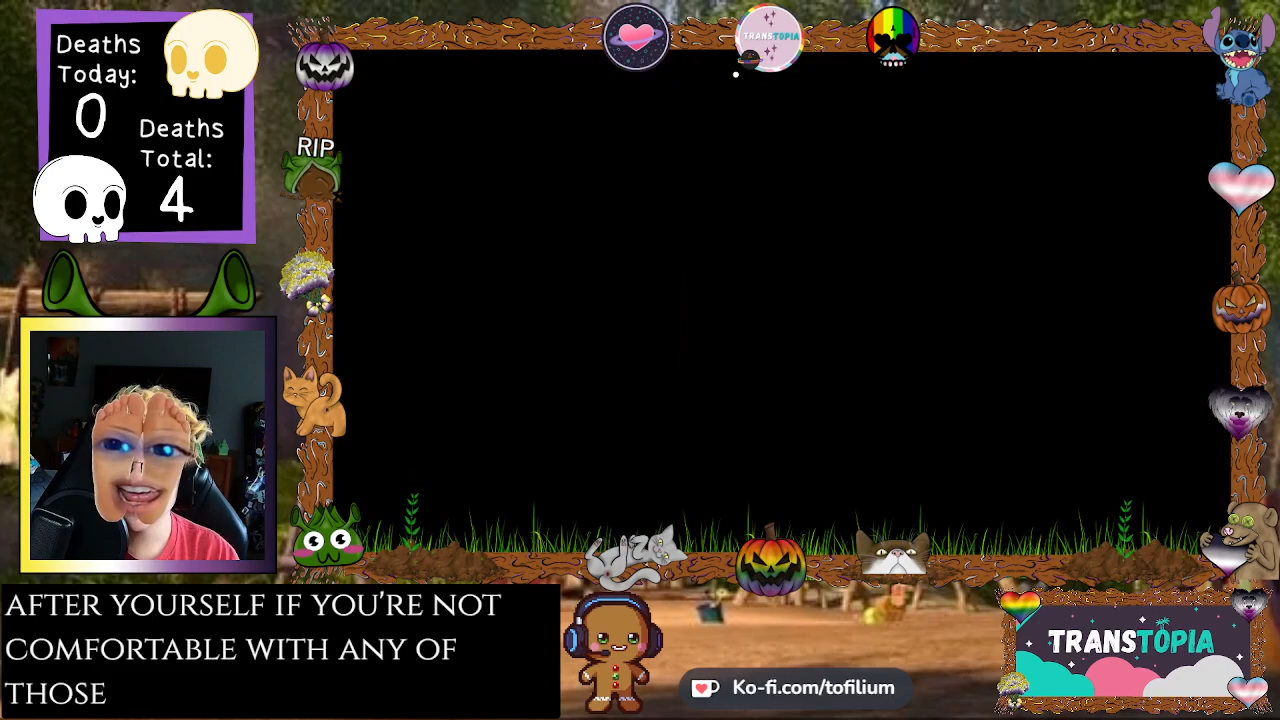 Deaths
Today:
0
Deaths
Total:
4
RIP
TRANSTOPIA
AFTER YOURSELF IF YOU'RE NOT
COMFORTABLE WITH ANY OF
THOSE
Ko-fi.com/tofilium
TRANSTOPIA